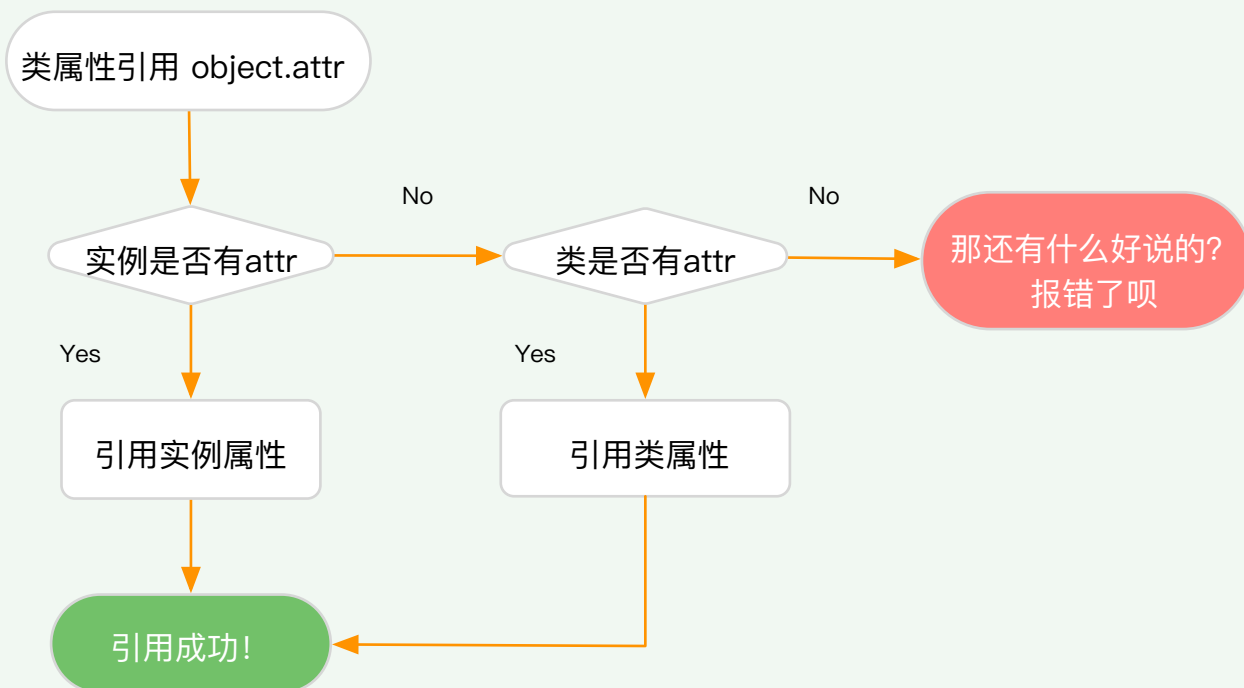 类属性引用 object.attr
No
No
实例是否有attr
类是否有attr
那还有什么好说的?
报错了呗
Yes
Yes
引用实例属性
引用类属性
引用成功!